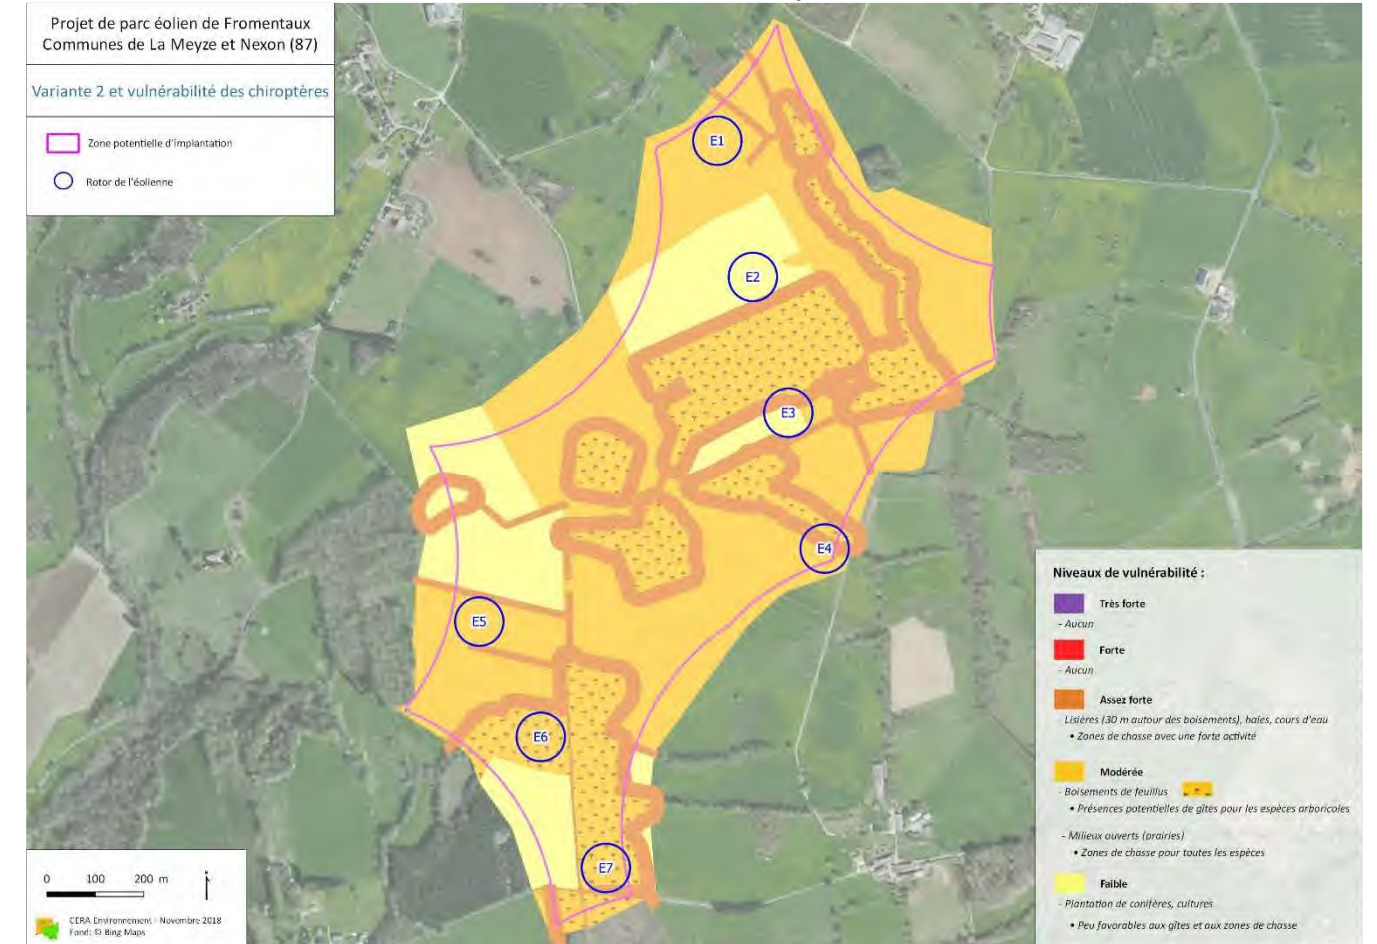 Projet de parc éolien de Fromentaux
Communes de La Meyze et Nexon (87)
Variante 2 et vulnérabilité des chiroptères
Zone potentielle d'implantation
Rotor de l'éolienne
E1
E2
E3
E4
E5
E6
E7
Niveaux de vulnérabilité :
Très forte
- Aucun
Forte
- Aucun
Assez forte
- Lisières (30 m autour des boisements), haies, cours d'eau
• Zones de chasse avec une forte activité
Modérée
- Boisements de feuillus
• Présences potentielles de gîtes pour les espèces arboricoles
- Milieux ouverts (prairies)
• Zones de chasse pour toutes les espèces
Faible
- Plantation de conifères, cultures
• Peu favorables aux gîtes et aux zones de chasse
0 100 200 m
CERA Environnement - Novembre 2018
Fond: © Bing Maps